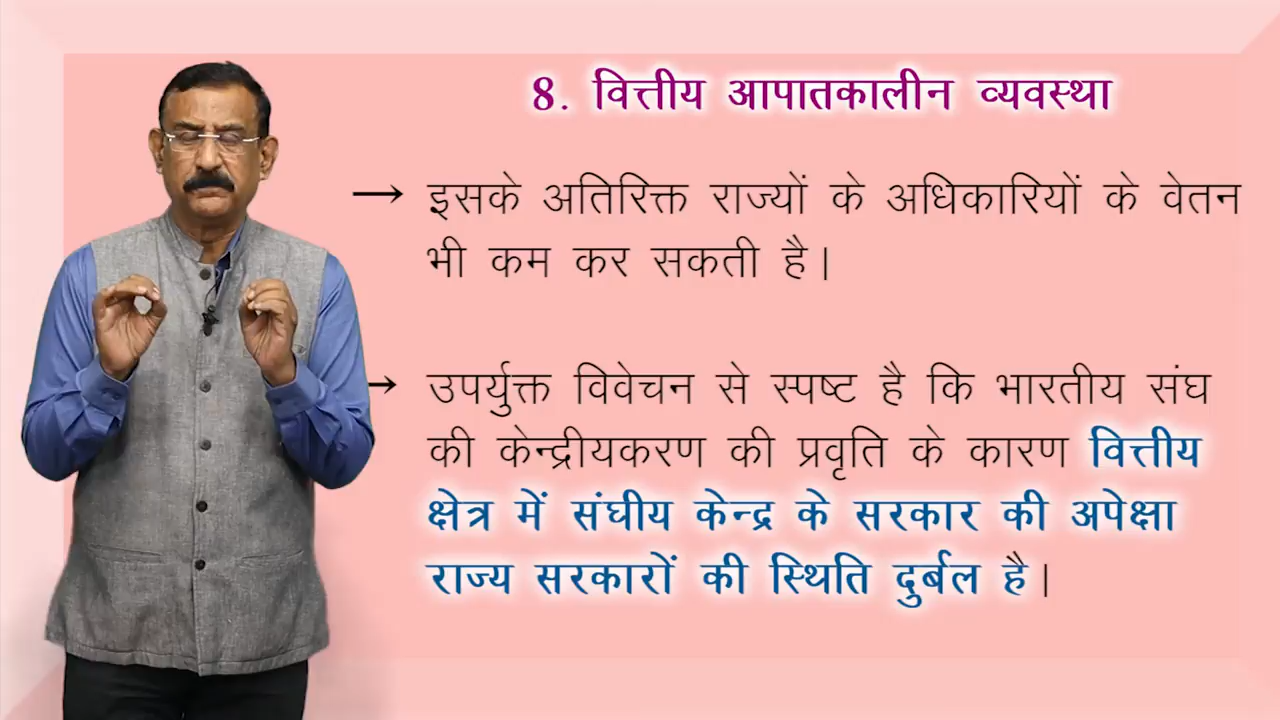 8. वित्तीय आपातकालीन व्यवस्था
→ इसके अतिरिक्त राज्यों के अधिकारियों के वेतन
भी कम कर सकती है।
→ उपर्युक्त विवेचन से स्पष्ट है कि भारतीय संघ
की केन्द्रीयकरण की प्रवृति के कारण वित्तीय
क्षेत्र में संघीय केन्द्र के सरकार की अपेक्षा
राज्य सरकारों की स्थिति दुर्बल है।